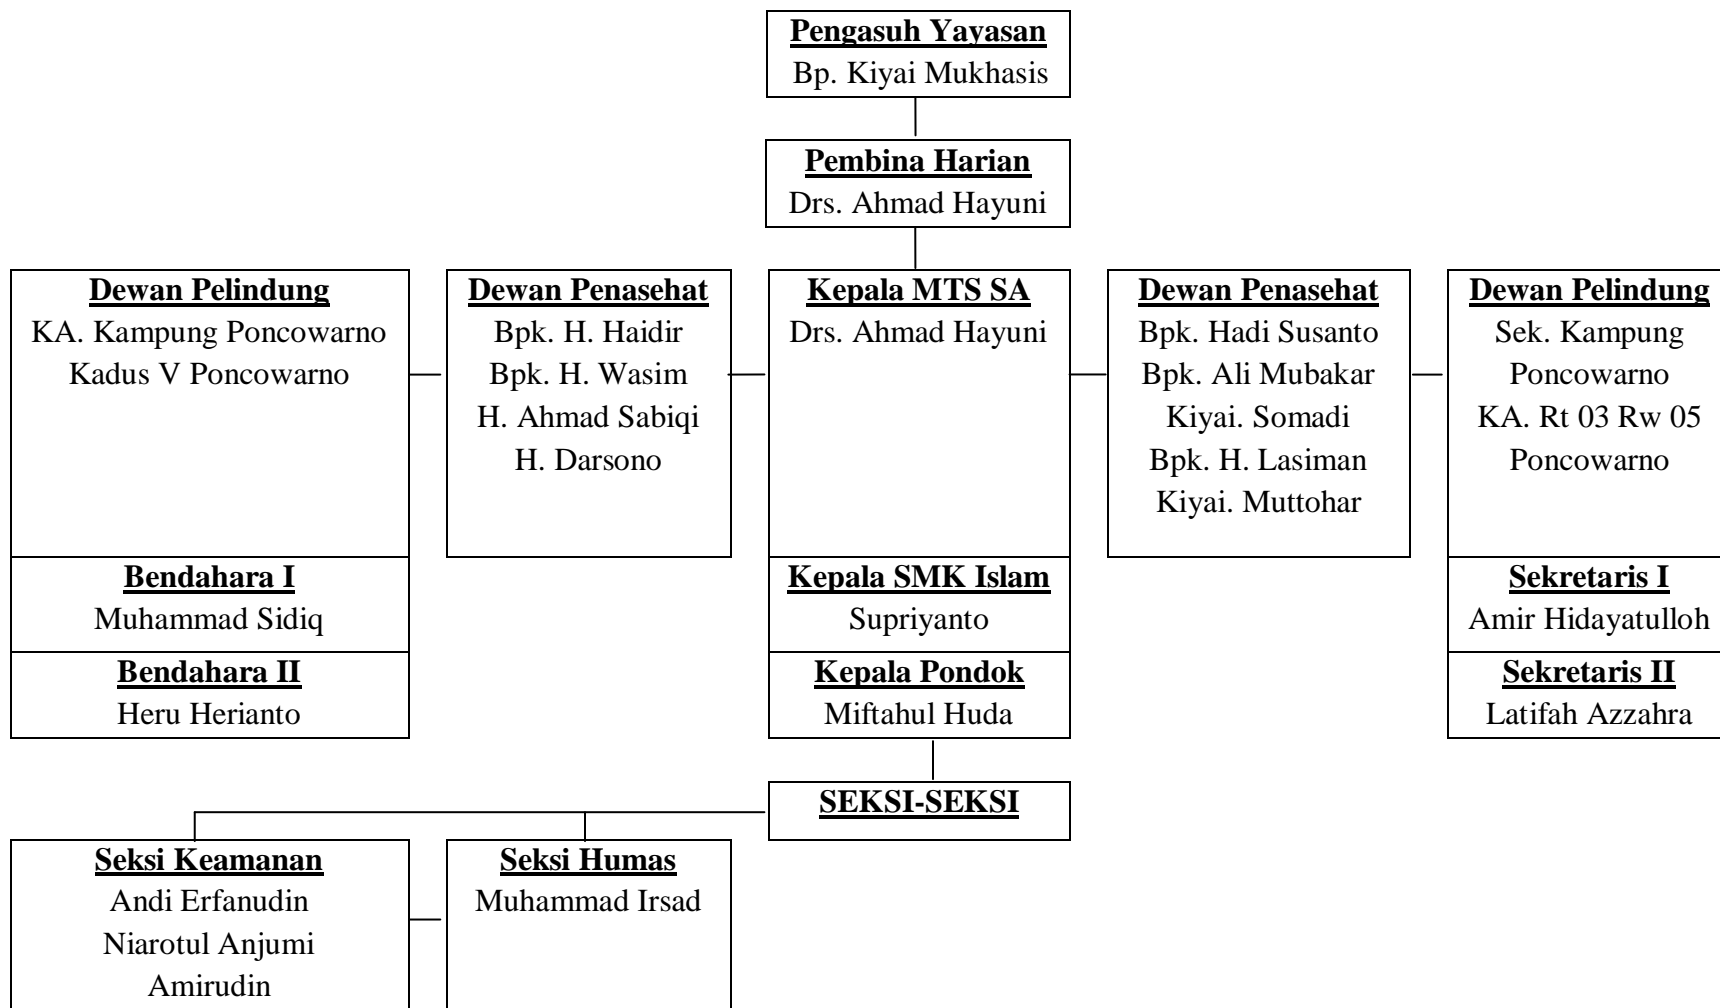 Pengasuh Yayasan
Bp. Kiyai Mukhasis
Pembina Harian
Drs. Ahmad Hayuni
Dewan Pelindung
KA. Kampung Poncowarno
Kadus V Poncowarno
Dewan Penasehat
Bpk. H. Haidir
Bpk. H. Wasim
H. Ahmad Sabiqi
H. Darsono
Kepala MTS SA
Drs. Ahmad Hayuni
Dewan Penasehat
Bpk. Hadi Susanto
Bpk. Ali Mubakar
Kiyai. Somadi
Bpk. H. Lasiman
Kiyai. Muttohar
Dewan Pelindung
Sek. Kampung
Poncowarno
KA. Rt 03 Rw 05
Poncowarno
Bendahara I
Muhammad Sidiq
Kepala SMK Islam
Supriyanto
Sekretaris I
Amir Hidayatulloh
Bendahara II
Heru Herianto
Kepala Pondok
Miftahul Huda
Sekretaris II
Latifah Azzahra
SEKSI-SEKSI
Seksi Keamanan
Andi Erfanudin
Niarotul Anjumi
Amirudin
Seksi Humas
Muhammad Irsad